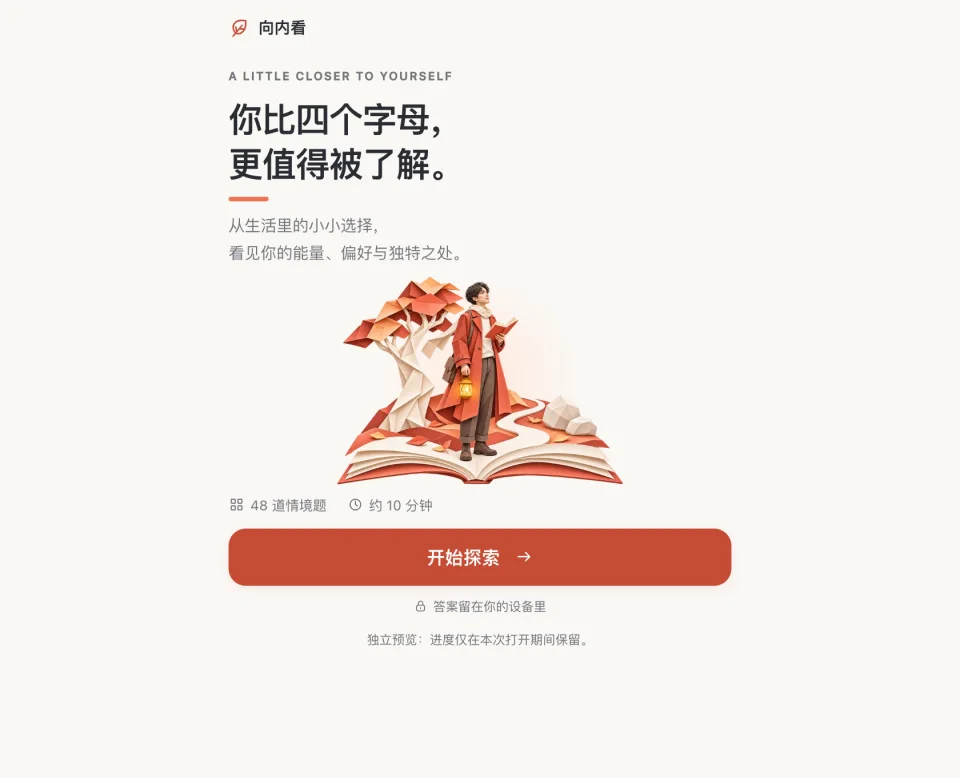 向内看
A LITTLE CLOSER TO YOURSELF
你比四个字母，
更值得被了解。
从生活里的小小选择，
看见你的能量、偏好与独特之处。
48 道情境题 约 10 分钟
开始探索 →
答案留在你的设备里
独立预览：进度仅在本次打开期间保留。